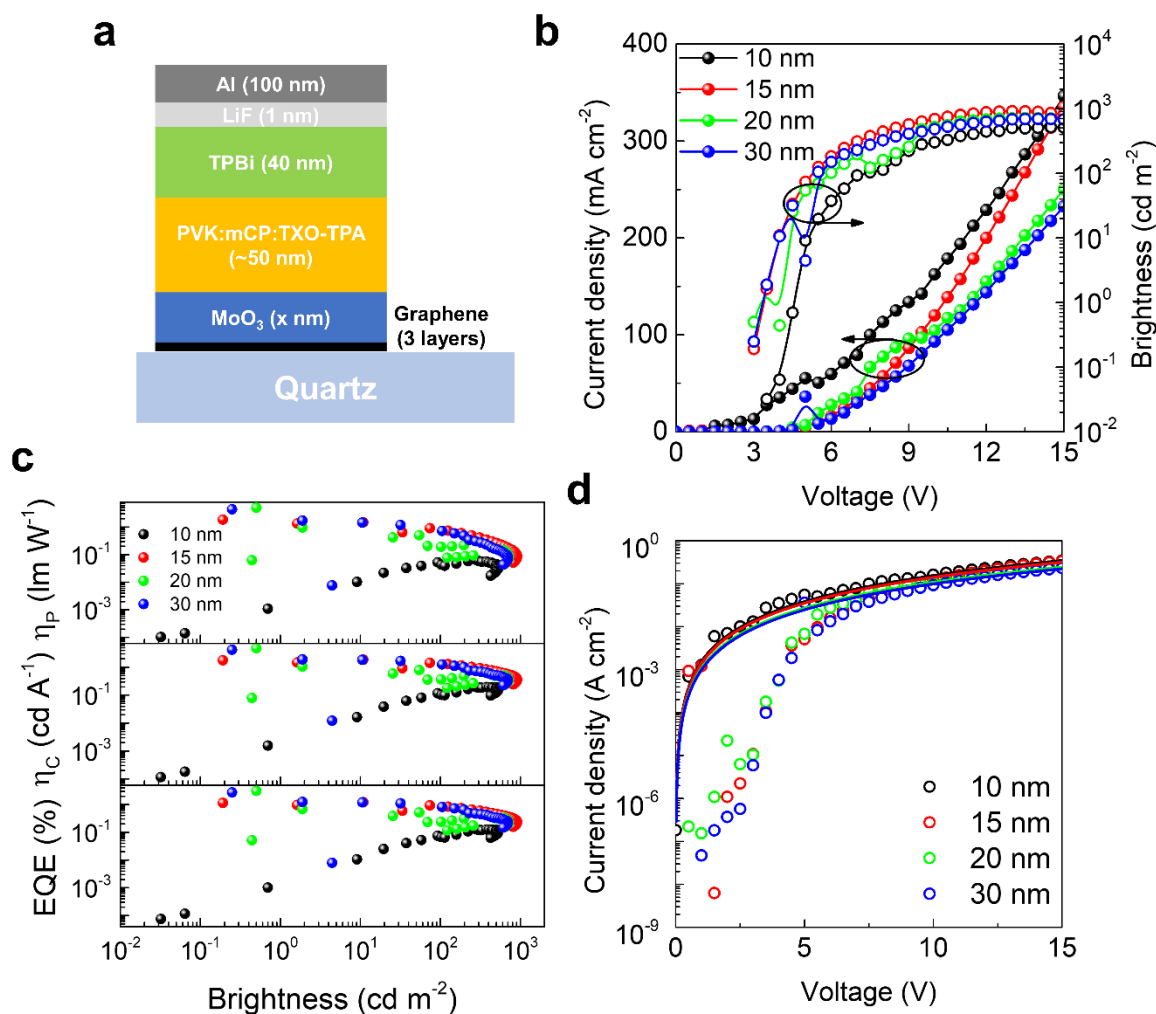 a
Al (100 nm)
LiF (1 nm)
TPBi (40 nm)
PVK:mCP:TXO-TPA
(~50 nm)
MoO3 (x nm)
Graphene
(3 layers)
Quartz
b
Current density (mA cm-2)
400
300
200
100
0
10 nm
15 nm
20 nm
30 nm
10^4
10^3
10^2
10^1
10^0
10^-1
10^-2
Brightness (cd m-2)
0 3 6 9 12 15
Voltage (V)
c
ηP (lm W-1)
10^-1
10^-3
10 nm
15 nm
20 nm
30 nm
ηC (cd A-1)
10^-1
10^-3
EQE (%)
10^-1
10^-3
10^-2 10^-1 10^0 10^1 10^2 10^3
Brightness (cd m-2)
d
Current density (A cm-2)
10^0
10^-3
10^-6
10^-9
10 nm
15 nm
20 nm
30 nm
0 5 10 15
Voltage (V)